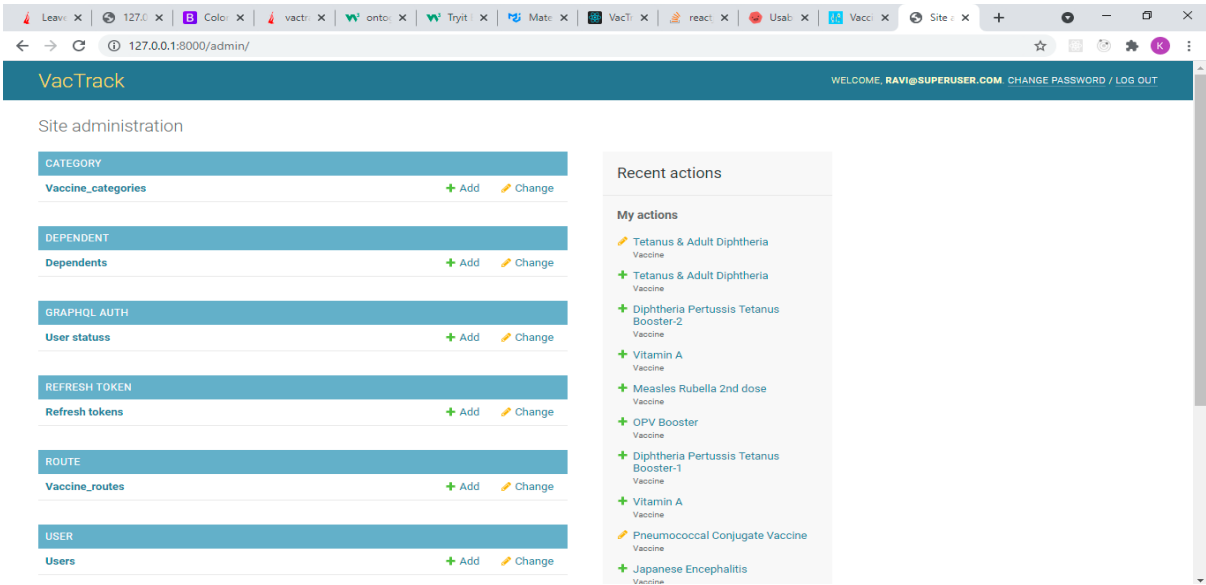 Leave
127.0
Color
vactr
onto
Tryit
Mate
VacTr
react
Usab
Vacci
Site a
127.0.0.1:8000/admin/
K
VacTrack
WELCOME, RAVI@SUPERUSER.COM. CHANGE PASSWORD / LOG OUT
Site administration
CATEGORY
Vaccine_categories
Add
Change
DEPENDENT
Dependents
Add
Change
GRAPHQL AUTH
User statuss
Add
Change
REFRESH TOKEN
Refresh tokens
Add
Change
ROUTE
Vaccine_routes
Add
Change
USER
Users
Add
Change
Recent actions
My actions
Tetanus & Adult Diphtheria
Vaccine
Tetanus & Adult Diphtheria
Vaccine
Diphtheria Pertussis Tetanus
Booster-2
Vaccine
Vitamin A
Vaccine
Measles Rubella 2nd dose
Vaccine
OPV Booster
Vaccine
Diphtheria Pertussis Tetanus
Booster-1
Vaccine
Vitamin A
Vaccine
Pneumococcal Conjugate Vaccine
Vaccine
Japanese Encephalitis
Vaccine